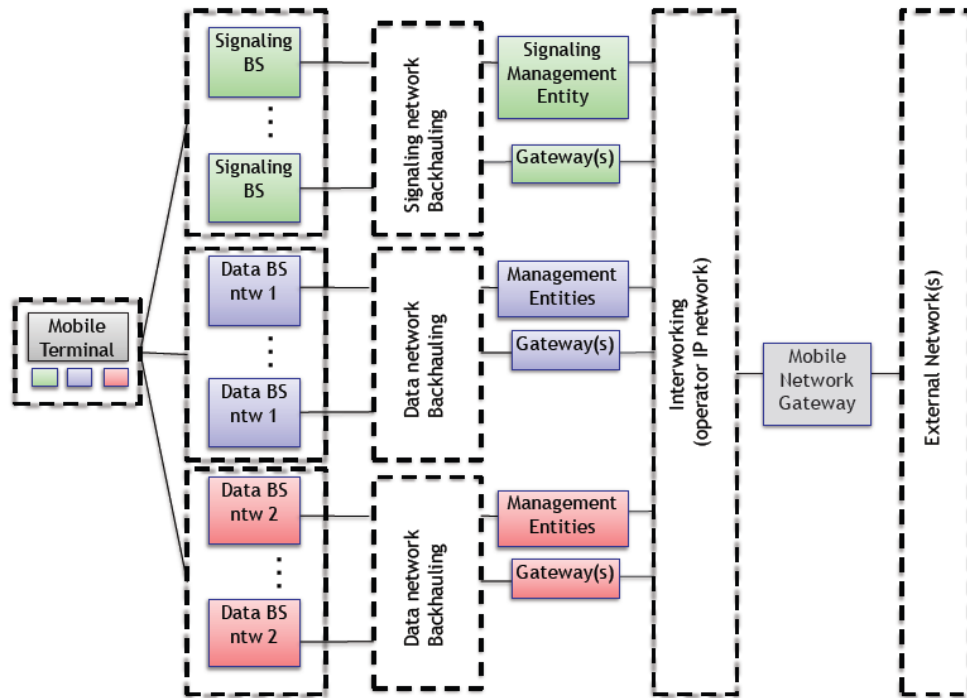 Signaling
BS
Signaling
BS
Signaling network
Backhauling
Signaling
Management
Entity
Gateway(s)
Mobile
Terminal
Data BS
ntw 1
Data BS
ntw 1
Data network
Backhauling
Management
Entities
Gateway(s)
Data BS
ntw 2
Data BS
ntw 2
Data network
Backhauling
Management
Entities
Gateway(s)
Interworking
(operator IP network)
Mobile
Network
Gateway
External Network(s)